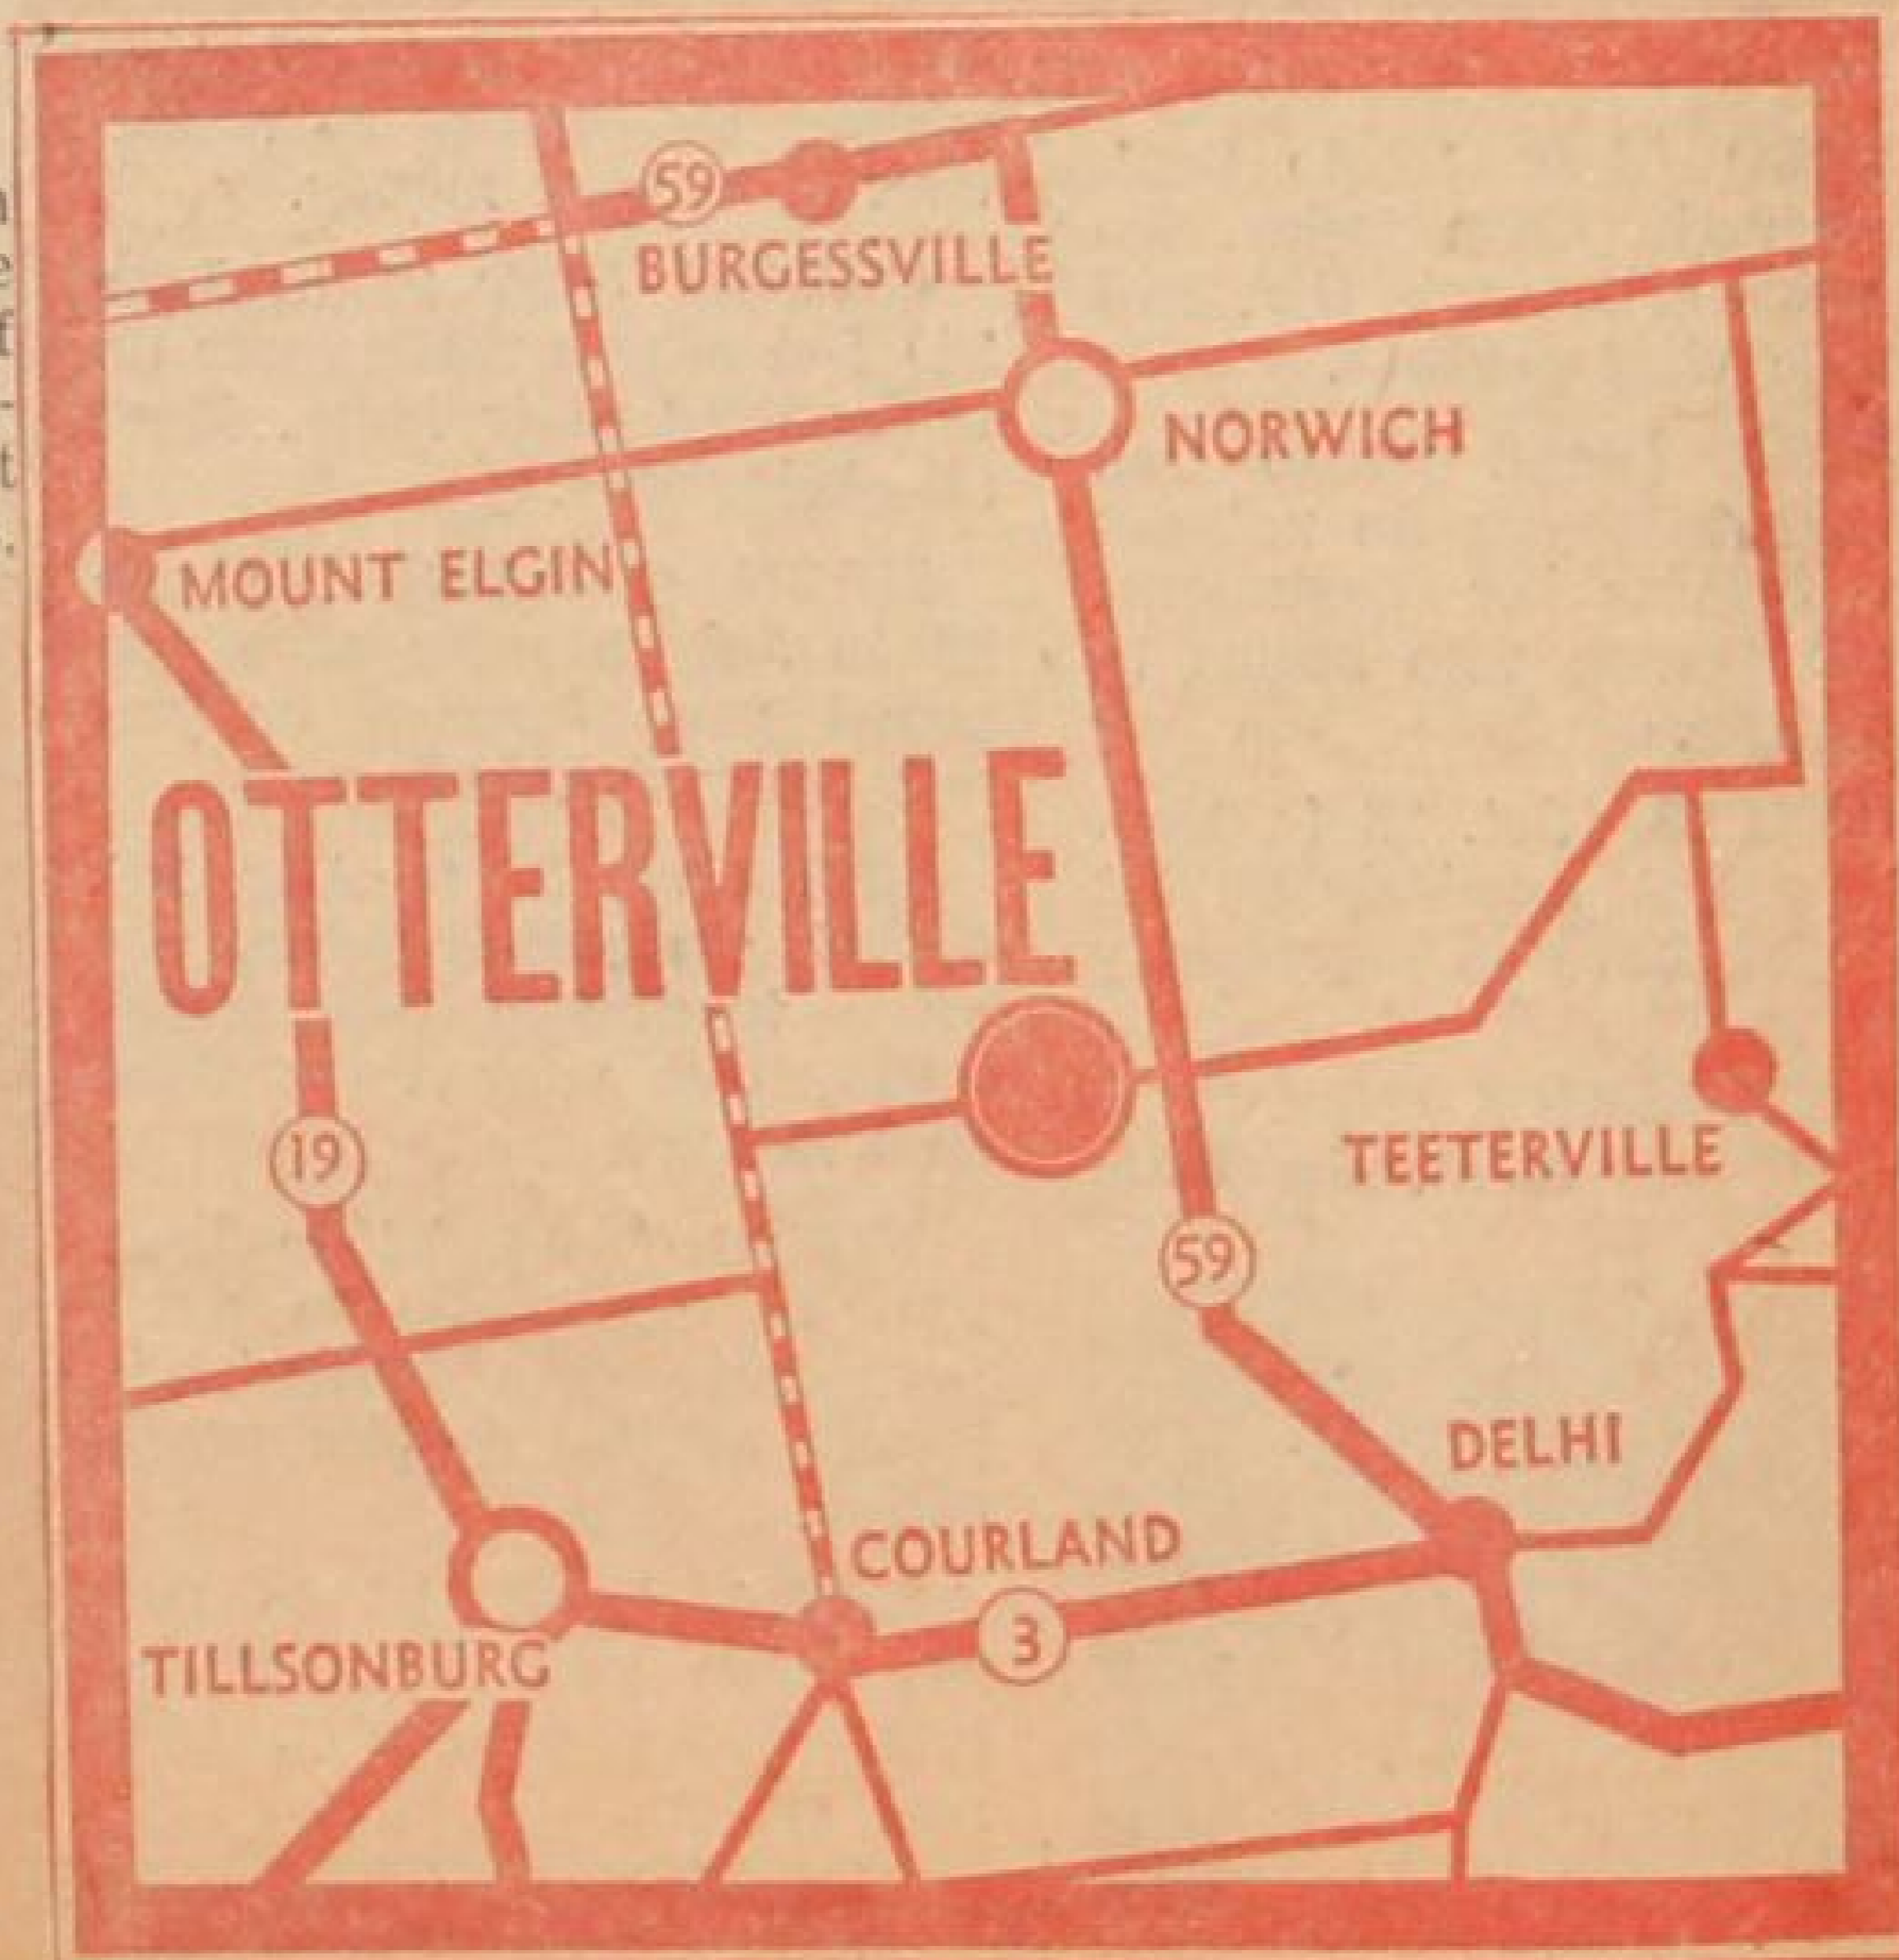 59
BURGESSVILLE
NORWICH
MOUNT ELGIN
OTTERVILLE
19
TEETERVILLE
59
DELHI
COURLAND
3
TILLSONBURG